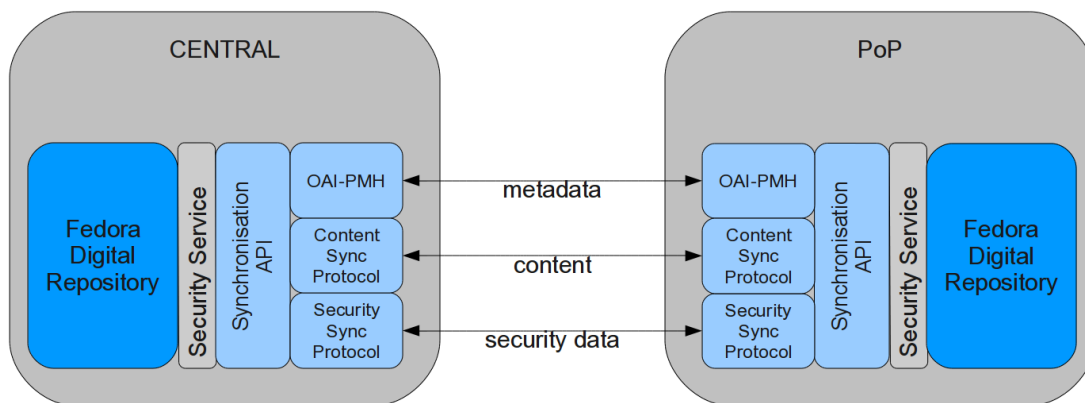 CENTRAL
PoP
Fedora
Digital
Repository
Security Service
Synchronisation
API
OAI-PMH
Content
Sync
Protocol
Security
Sync
Protocol
metadata
content
security data
OAI-PMH
Content
Sync
Protocol
Security
Sync
Protocol
Synchronisation
API
Security Service
Fedora
Digital
Repository